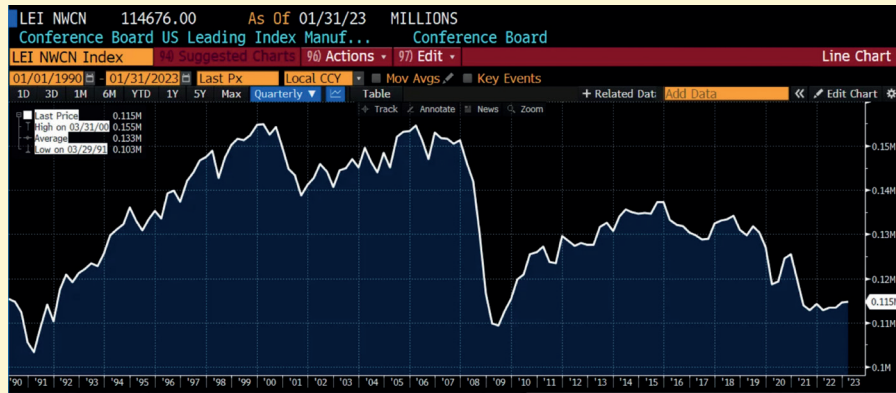 LEI NWCN 114676.00 As Of 01/31/23 MILLIONS
Conference Board US Leading Index Manuf... Conference Board
LEI NWCN Index 94) Suggested Charts 96) Actions 97) Edit Line Chart
01/01/1990 - 01/31/2023 Last Px Local CCY Mov Avgs Key Events
1D 3D 1M 6M YTD 1Y 5Y Max Quarterly ▼ Table + Related Dat: Add Data « Edit Chart
Track Annotate News Zoom
Last Price 0.115M
High on 03/31/00 0.155M
Average 0.133M
Low on 03/29/91 0.103M
0.15M
0.14M
0.13M
0.12M
0.115M
0.11M
0.1M
'90 '91 '92 '93 '94 '95 '96 '97 '98 '99 '00 '01 '02 '03 '04 '05 '06 '07 '08 '09 '10 '11 '12 '13 '14 '15 '16 '17 '18 '19 '20 '21 '22 '23